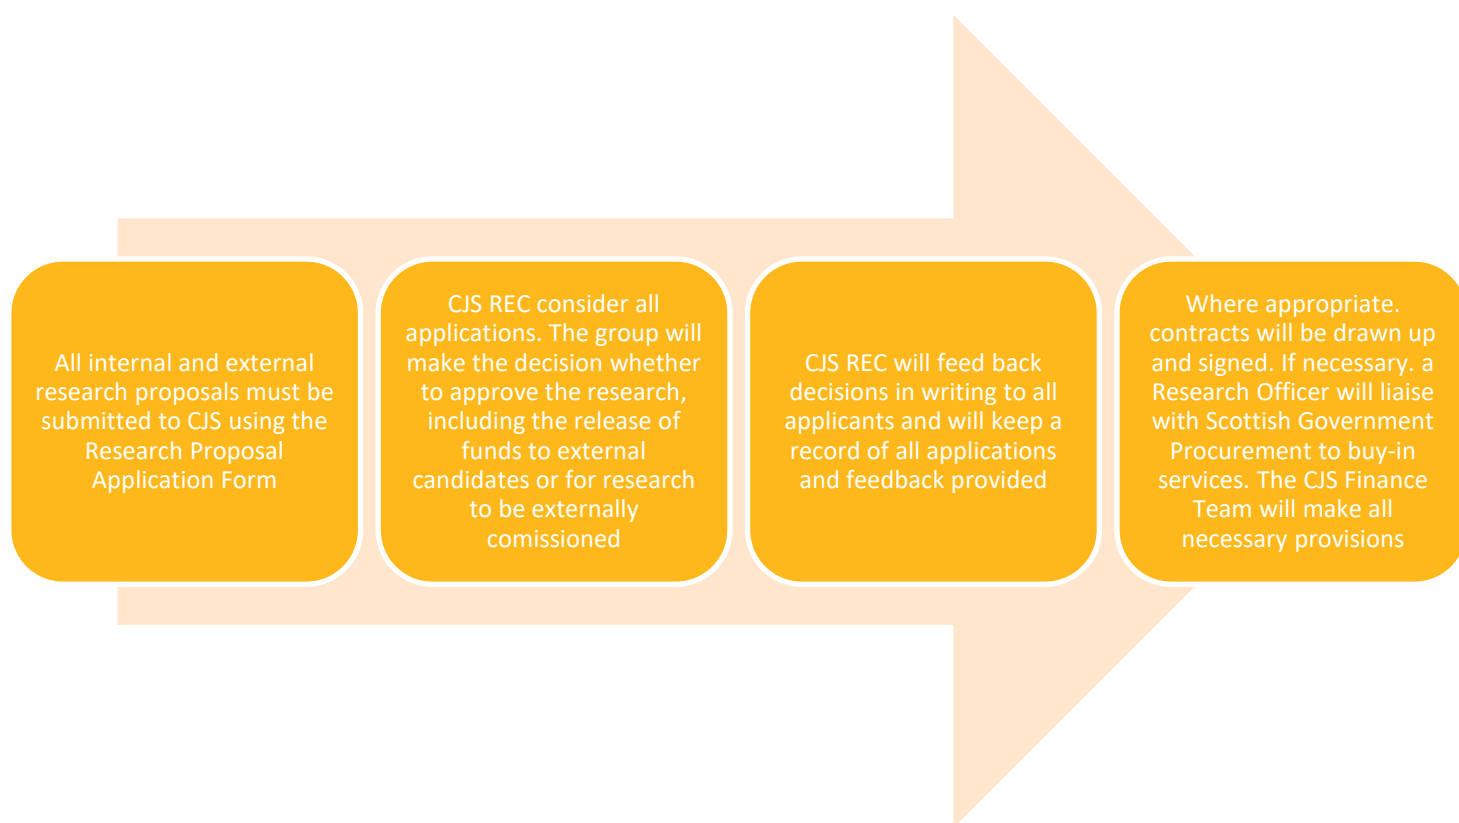 All internal and external
research proposals must be
submitted to CJS using the
Research Proposal
Application Form
CJS REC consider all
applications. The group will
make the decision whether
to approve the research,
including the release of
funds to external
candidates or for research
to be externally
comissioned
CJS REC will feed back
decisions in writing to all
applicants and will keep a
record of all applications
and feedback provided
Where appropriate.
contracts will be drawn up
and signed. If necessary. a
Research Officer will liaise
with Scottish Government
Procurement to buy-in
services. The CJS Finance
Team will make all
necessary provisions